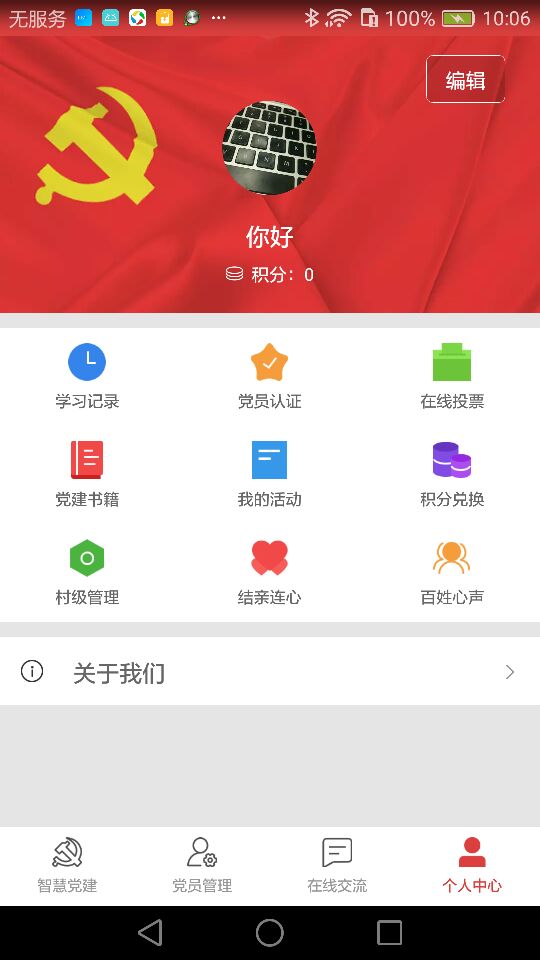 无服务 100% 10:06
编辑
你好
积分：0
学习记录 党员认证 在线投票
党建书籍 我的活动 积分兑换
村级管理 结亲连心 百姓心声
关于我们
智慧党建 党员管理 在线交流 个人中心